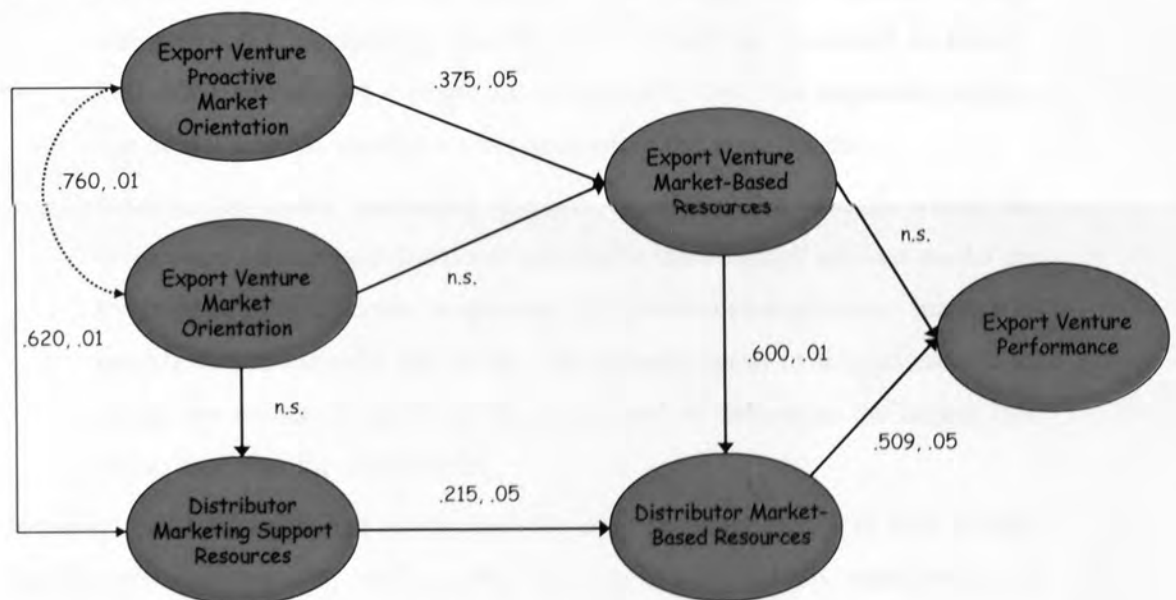 Export Venture
Proactive
Market
Orientation
.375, .05
Export Venture
Market-Based
Resources
.760, .01
n.s.
Export Venture
Market
Orientation
n.s.
Export Venture
Performance
.620, .01
.600, .01
n.s.
.509, .05
Distributor
Marketing Support
Resources
.215, .05
Distributor Market-
Based Resources